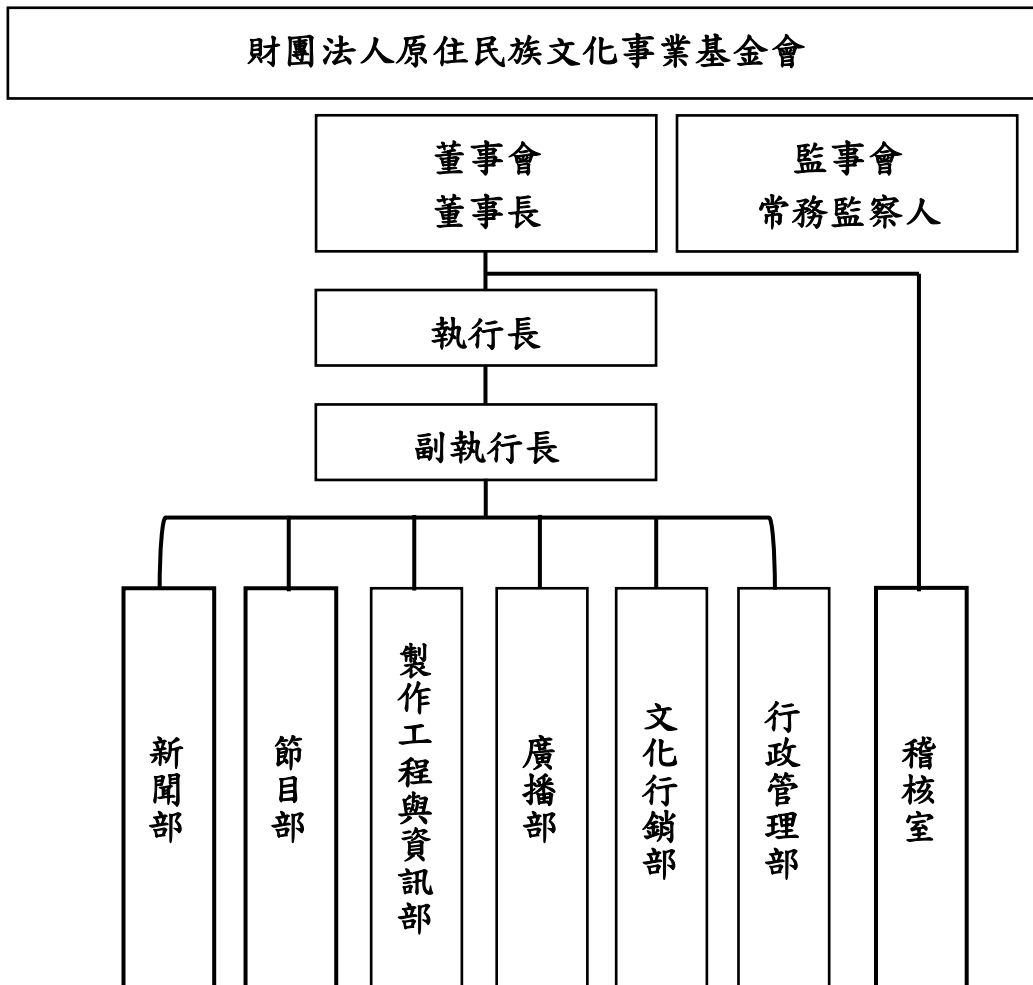 財團法人原住民族文化事業基金會
董事會
董事長
監事會
常務監察人
執行長
副執行長
新聞部
節目部
製作工程與資訊部
廣播部
文化行銷部
行政管理部
稽核室